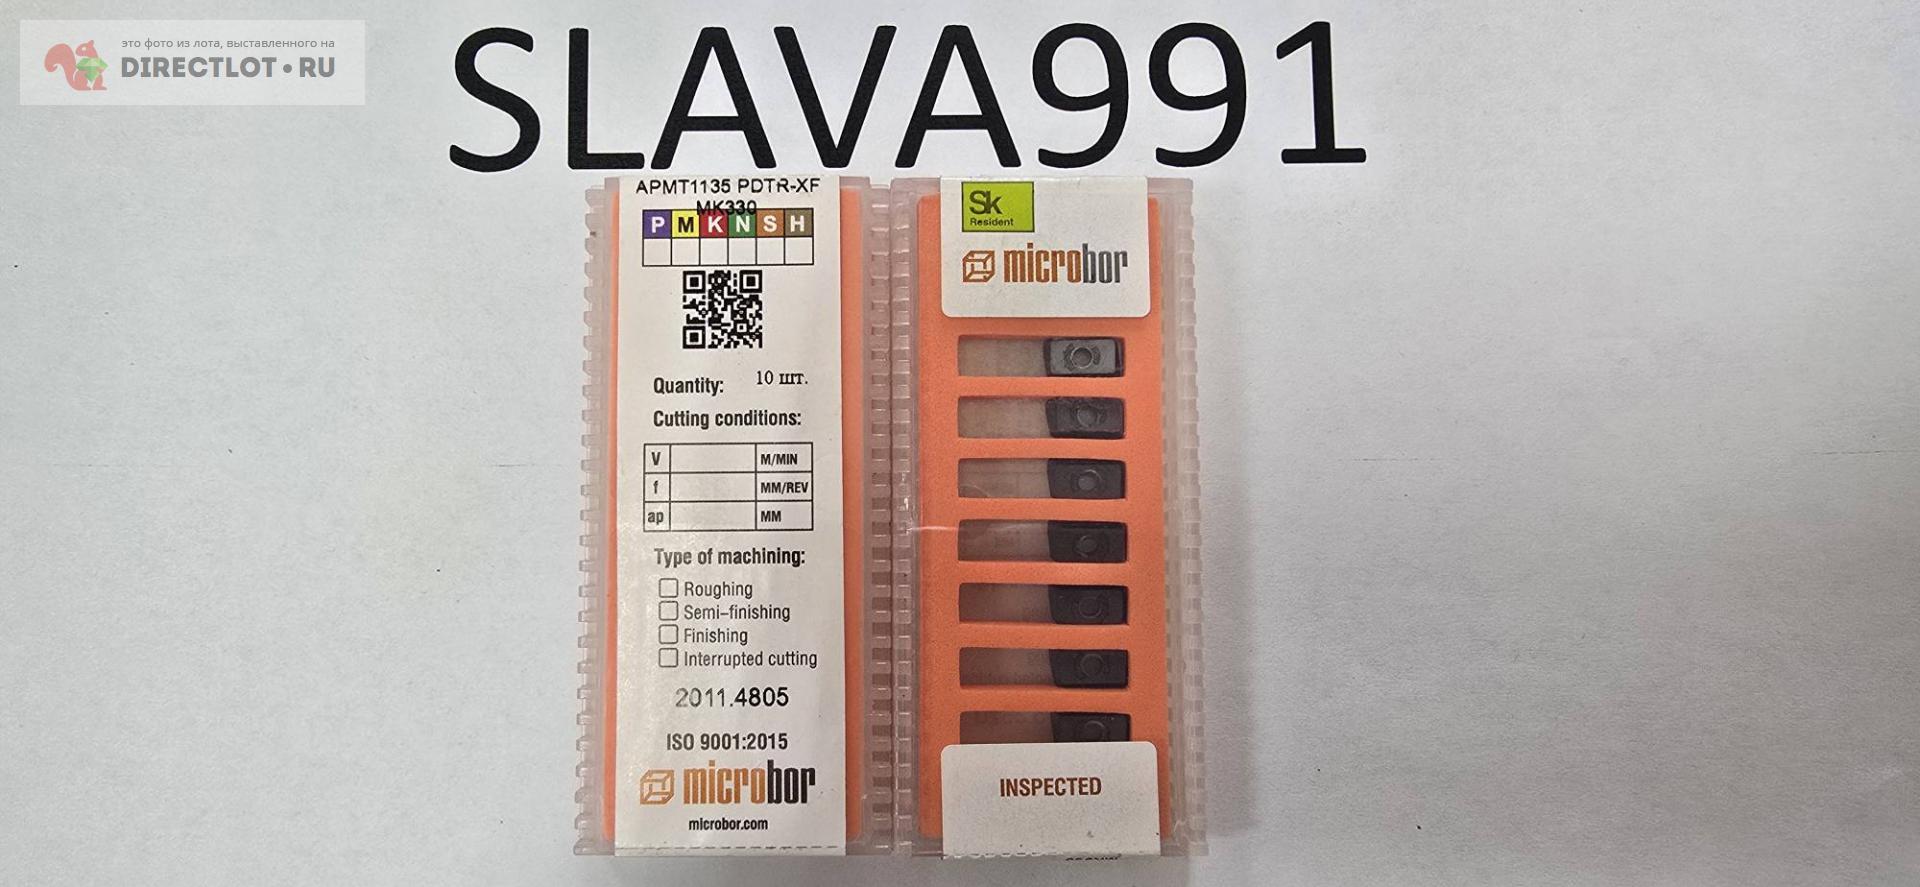 это фото из лота, выставленного на
DIRECTLOT•RU
SLAVA991
APMT1135 PDTR-XF
MK330
P M K N S H
Quantity: 10 шт.
Cutting conditions:
V M/MIN
f MM/REV
ap MM
Type of machining:
Roughing
Semi-finishing
Finishing
Interrupted cutting
2011.4805
ISO 9001:2015
microbor
microbor.com
Sk
Resident
microbor
INSPECTED